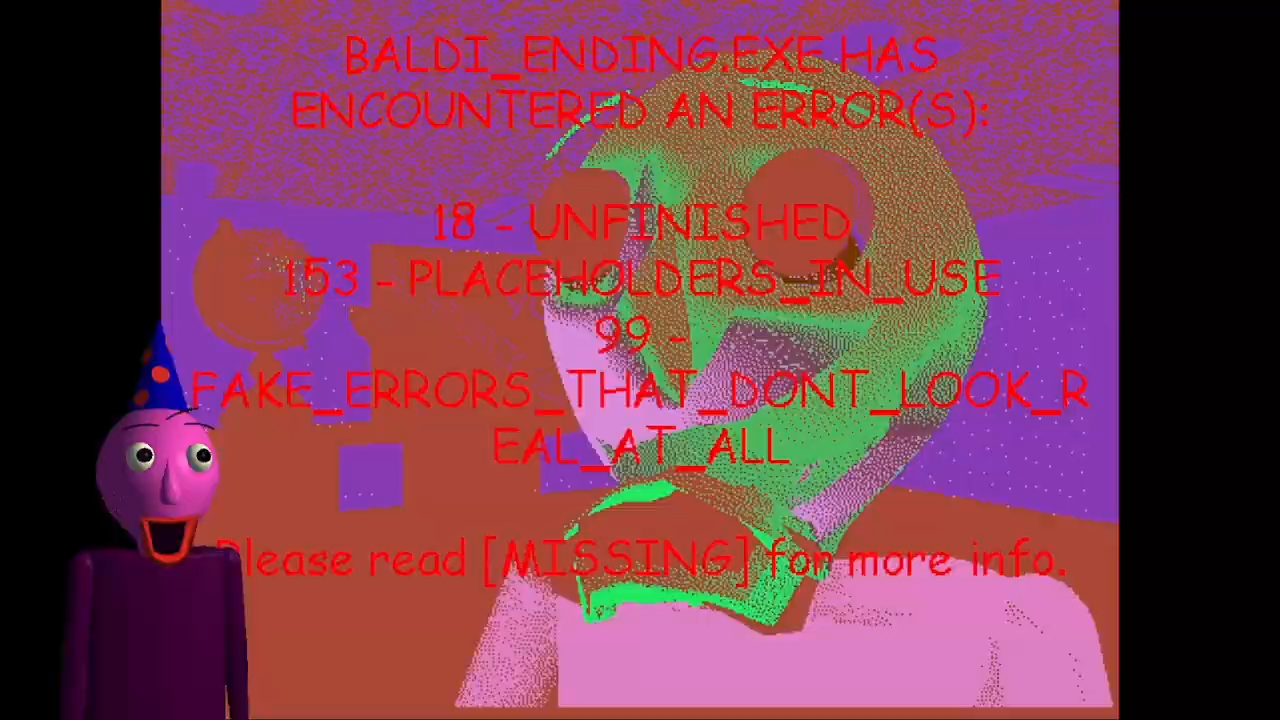 BALDI_ENDING.EXE HAS
ENCOUNTERED AN ERROR(S):
18 - UNFINISHED
153 - PLACEHOLDERS_IN_USE
99 -
FAKE_ERRORS_THAT_DONT_LOOK_R
EAL_AT_ALL
Please read [MISSING] for more info.